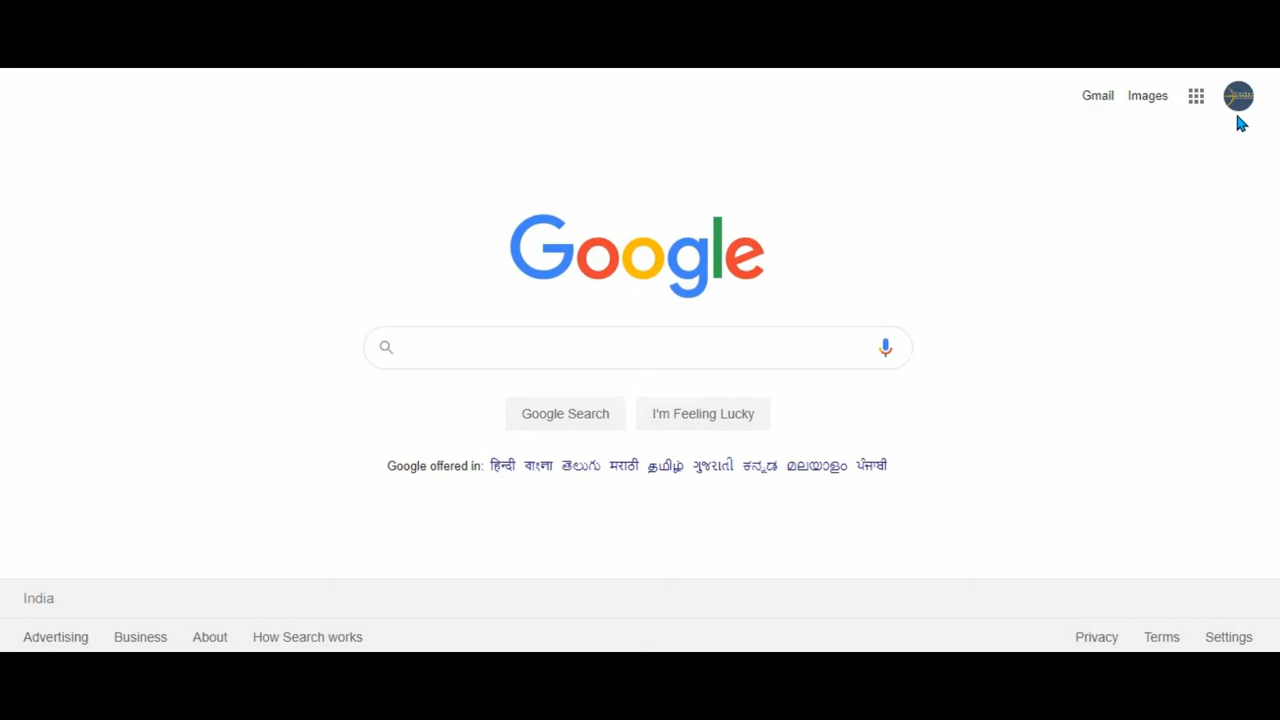 Gmail Images
Google
Google Search I'm Feeling Lucky
Google offered in: हिन्दी বাংলা తెలుగు मराठी தமிழ் ગુજરાતી ಕನ್ನಡ മലയാളം ਪੰਜਾਬੀ
India
Advertising Business About How Search works Privacy Terms Settings